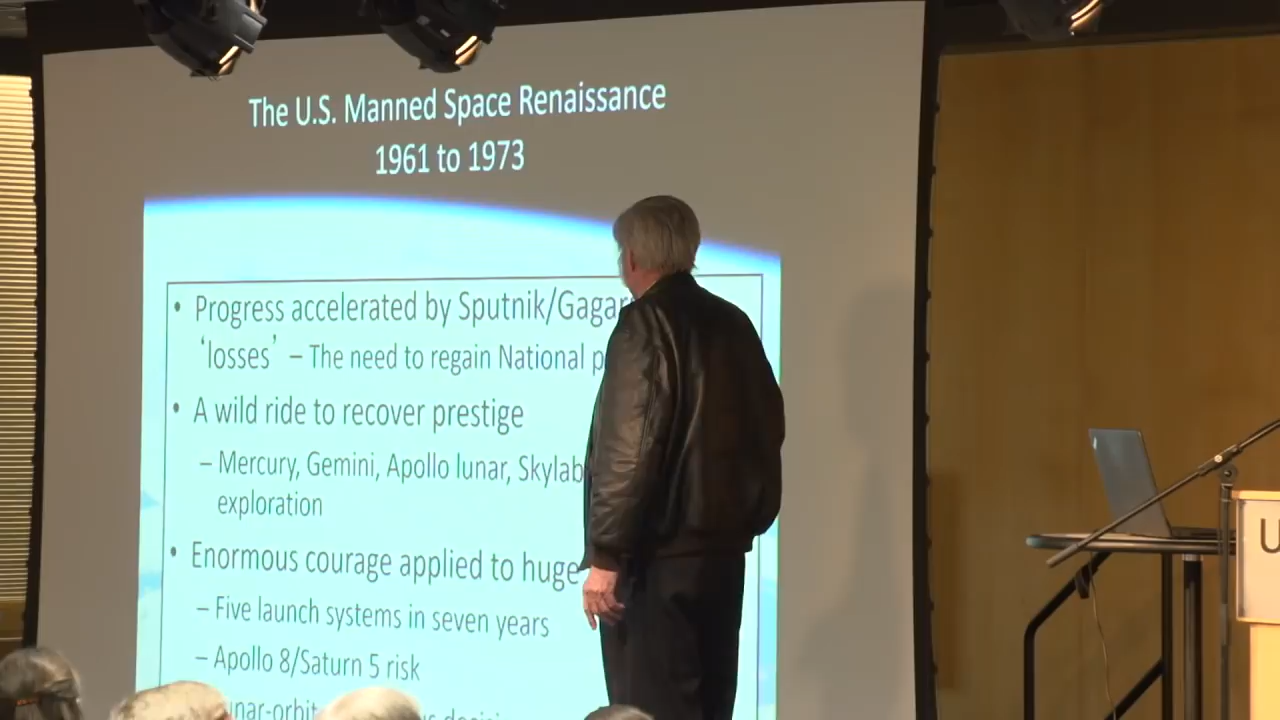 The U.S. Manned Space Renaissance
1961 to 1973
• Progress accelerated by Sputnik/Gagar
'losses' – The need to regain National p
• A wild ride to recover prestige
– Mercury, Gemini, Apollo lunar, Skylab
exploration
• Enormous courage applied to huge
– Five launch systems in seven years
– Apollo 8/Saturn 5 risk
unar-orbit
U